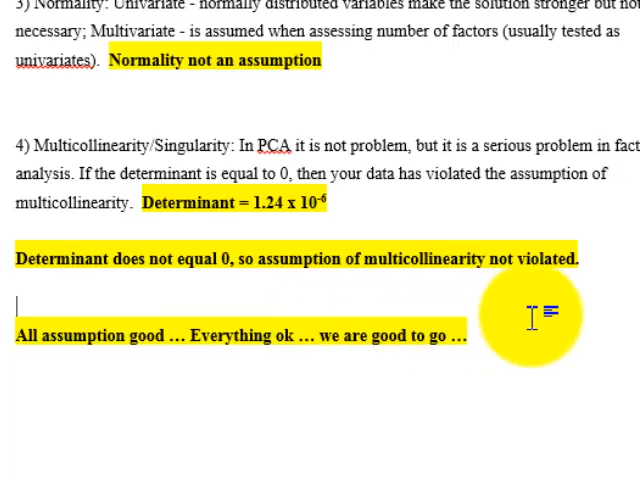 3) Normality: Univariate - normally distributed variables make the solution stronger but not
necessary; Multivariate - is assumed when assessing number of factors (usually tested as
univariates). Normality not an assumption
4) Multicollinearity/Singularity: In PCA it is not problem, but it is a serious problem in fact
analysis. If the determinant is equal to 0, then your data has violated the assumption of
multicollinearity. Determinant = 1.24 x 10⁻⁶
Determinant does not equal 0, so assumption of multicollinearity not violated.
All assumption good … Everything ok … we are good to go …